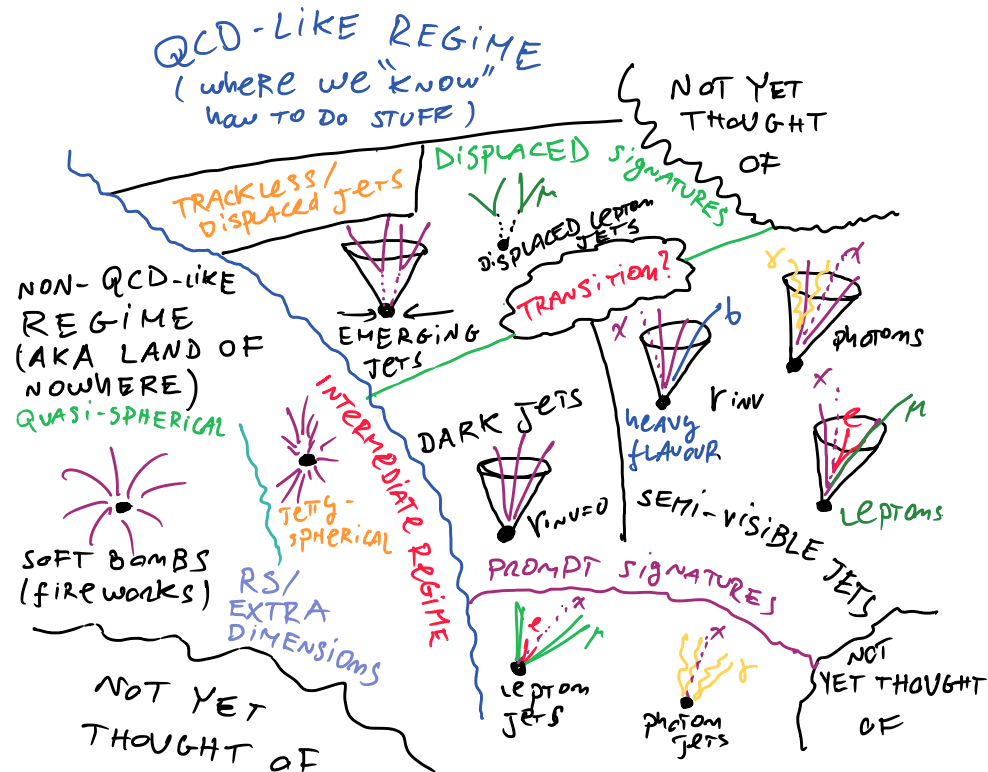 QCD-LIKE REGIME
(where we "know"
how TO DO STUFF)
NOT YET
THOUGHT
OF
DISPLACED signatures
TRACKLESS/
Displaced JETS
μ
DISPLACED LEPTON
JETS
EMERGING
JETS
TRANSITION?
NON-QCD-LIKE
REGIME
(AKA LAND OF
NOWHERE)
QUASI-SPHERICAL
SOFT BOMBS
(fireworks)
JETTY-
SPHERICAL
RS/
EXTRA
DIMENSIONS
INTERMEDIATE REGIME
DARK JETS
rinv=0
χ
b
rinv
heavy
flavour
γ
χ
photons
χ
e
μ
Leptons
SEMI-VISIBLE JETS
PROMPT SIGNATURES
e
χ
μ
Lepton
JETS
χ
γ
photon
JETS
NOT YET
THOUGHT OF
NOT
YET THOUGHT
OF